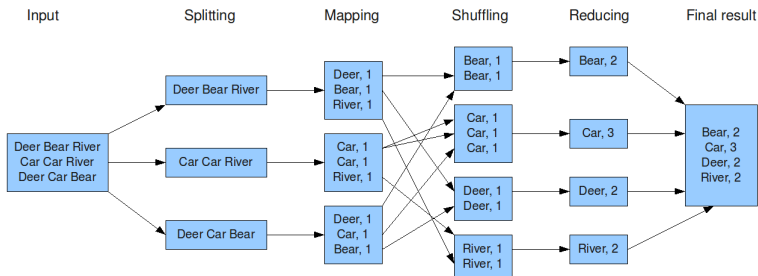 Input
Splitting
Mapping
Shuffling
Reducing
Final result
Deer Bear River
Car Car River
Deer Car Bear
Deer Bear River
Car Car River
Deer Car Bear
Deer, 1
Bear, 1
River, 1
Car, 1
Car, 1
River, 1
Deer, 1
Car, 1
Bear, 1
Bear, 1
Bear, 1
Car, 1
Car, 1
Car, 1
Deer, 1
Deer, 1
River, 1
River, 1
Bear, 2
Car, 3
Deer, 2
River, 2
Bear, 2
Car, 3
Deer, 2
River, 2